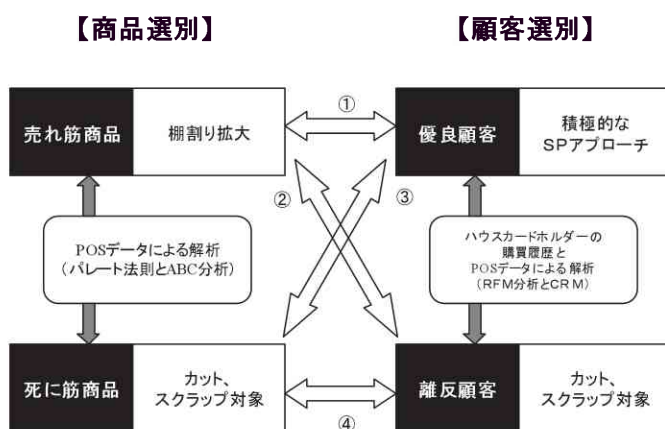 【商品選別】
【顧客選別】
売れ筋商品
棚割り拡大
①
優良顧客
積極的な
SPアプローチ
②
③
POSデータによる解析
(パレート法則とABC分析)
ハウスカードホルダーの
購買履歴と
POSデータによる解析
(RFM分析とCRM)
死に筋商品
カット、
スクラップ対象
④
離反顧客
カット、
スクラップ対象